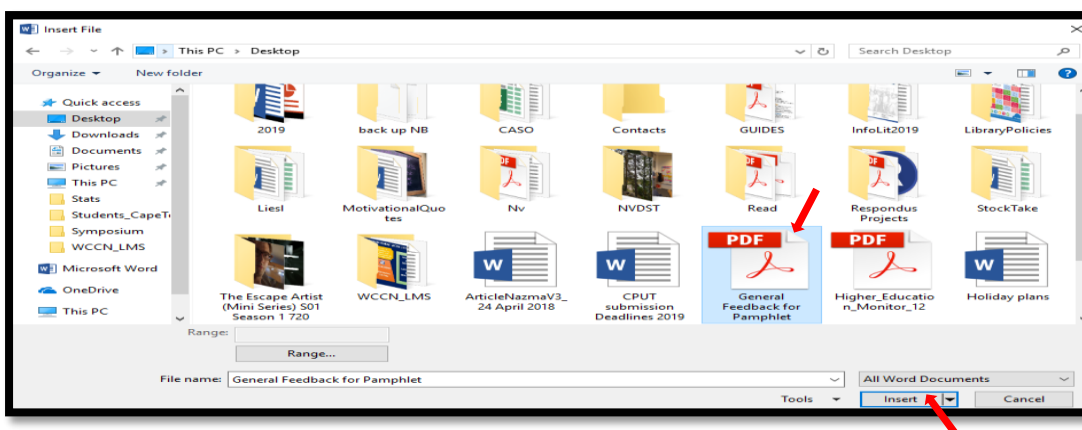 Insert File
This PC > Desktop
Search Desktop
Organize
New folder
Quick access
Desktop
Downloads
Documents
Pictures
This PC
Stats
Students_CapeT
Symposium
WCCN_LMS
Microsoft Word
OneDrive
This PC
2019
back up NB
CASO
Contacts
GUIDES
InfoLit2019
LibraryPolicies
Liesl
MotivationalQuo
tes
Nv
NVDST
Read
Respondus
Projects
StockTake
The Escape Artist
(Mini Series) S01
Season 1 720
WCCN_LMS
ArticleNazmaV3_
24 April 2018
CPUT
submission
Deadlines 2019
PDF
General
Feedback for
Pamphlet
PDF
Higher_Educatio
n_Monitor_12
Holiday plans
Range:
Range...
File name:
General Feedback for Pamphlet
All Word Documents
Tools
Insert
Cancel